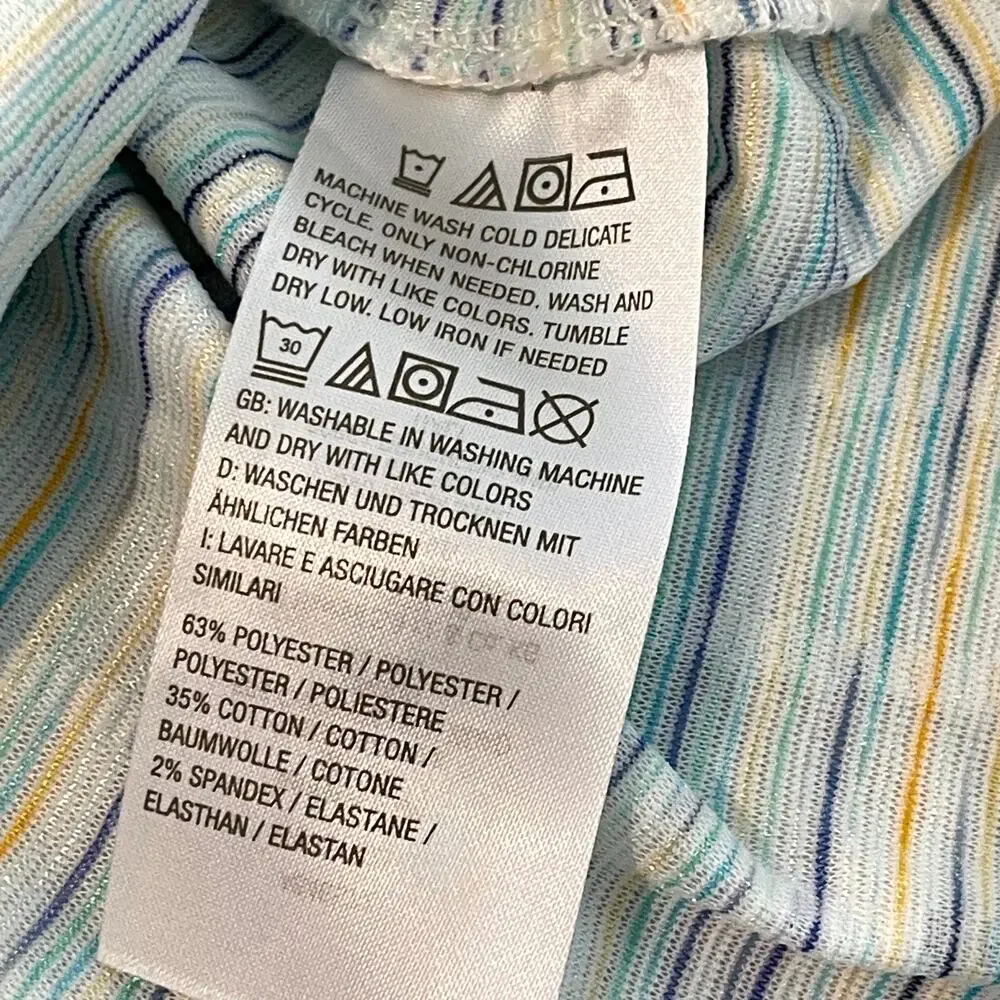 MACHINE WASH COLD DELICATE
CYCLE. ONLY NON-CHLORINE
BLEACH WHEN NEEDED. WASH AND
DRY WITH LIKE COLORS. TUMBLE
DRY LOW. LOW IRON IF NEEDED
30
GB: WASHABLE IN WASHING MACHINE
AND DRY WITH LIKE COLORS
D: WASCHEN UND TROCKNEN MIT
ÄHNLICHEN FARBEN
I: LAVARE E ASCIUGARE CON COLORI
SIMILARI
63% POLYESTER / POLYESTER /
POLYESTER / POLIESTERE
35% COTTON / COTTON /
BAUMWOLLE / COTONE
2% SPANDEX / ELASTANE /
ELASTHAN / ELASTAN